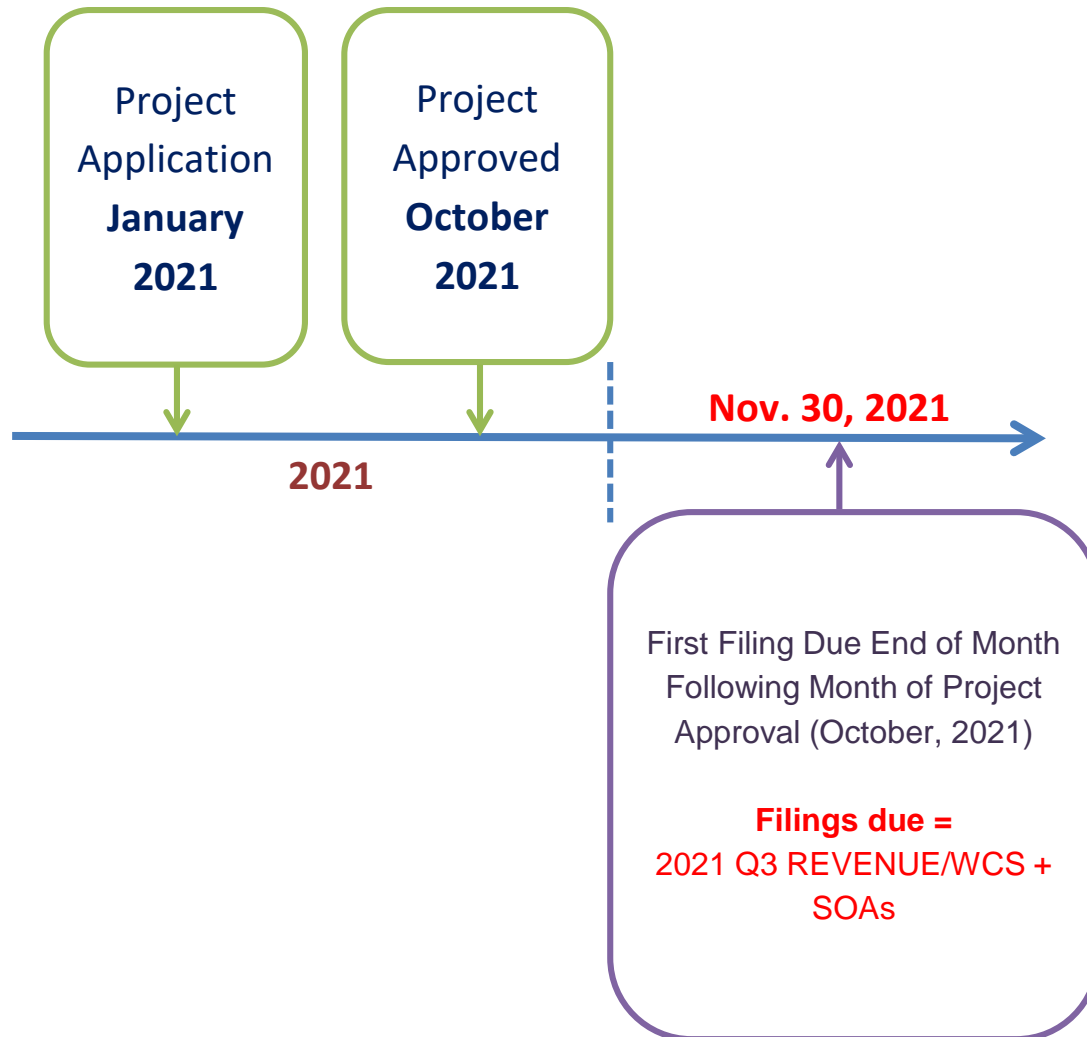 Project
Application
January
2021
Project
Approved
October
2021
Nov. 30, 2021
2021
First Filing Due End of Month
Following Month of Project
Approval (October, 2021)
Filings due =
2021 Q3 REVENUE/WCS +
SOAs